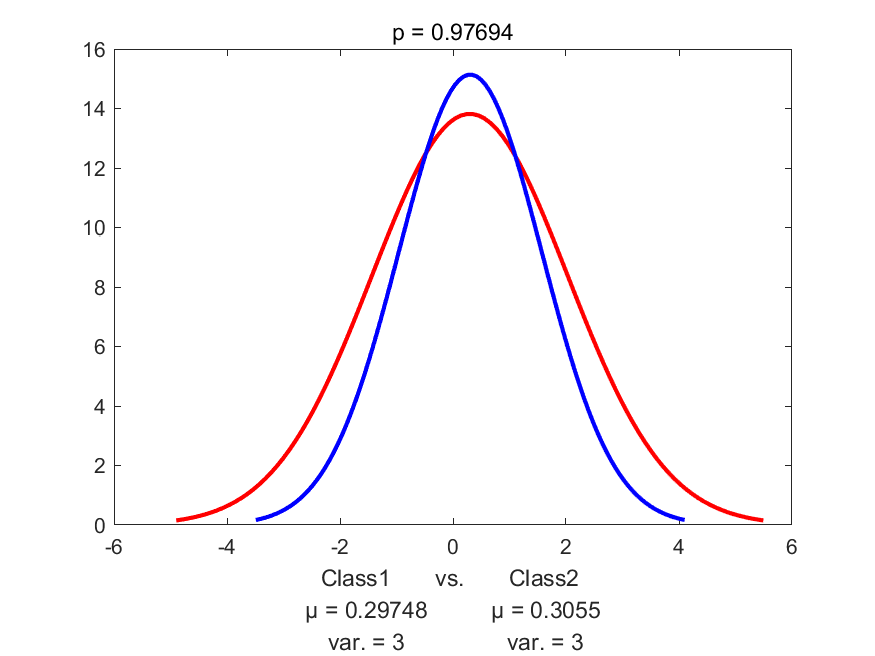 p = 0.97694
16
14
12
10
8
6
4
2
0
-6 -4 -2 0 2 4 6
Class1 vs. Class2
μ = 0.29748 μ = 0.3055
var. = 3 var. = 3